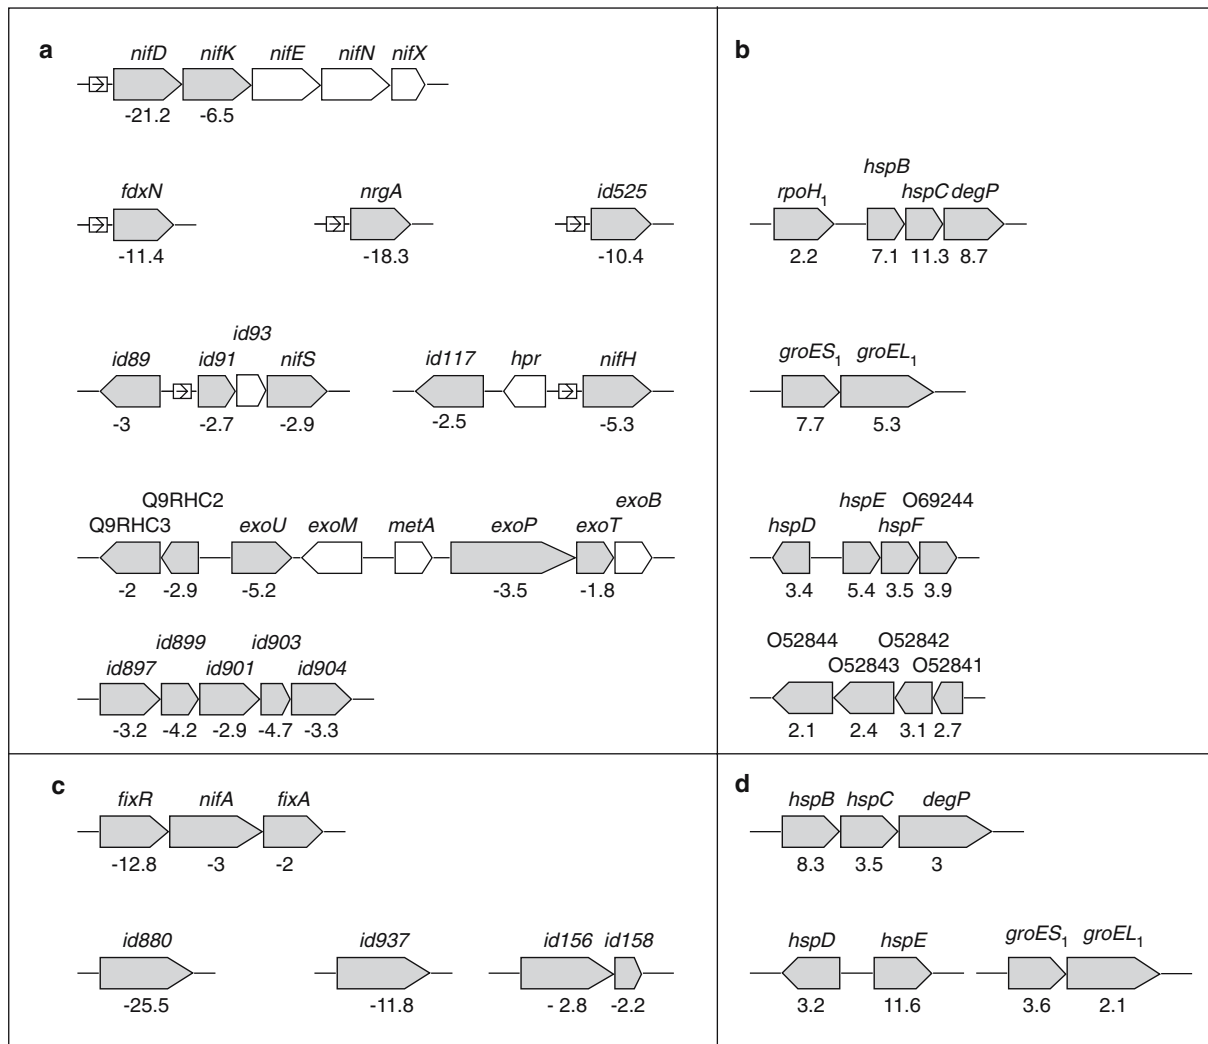 a
nifD nifK nifE nifN nifX
-21.2 -6.5
fdxN nrgA id525
-11.4 -18.3 -10.4
id93
id89 id91 nifS id117 hpr nifH
-3 -2.7 -2.9 -2.5 -5.3
Q9RHC2 exoB
Q9RHC3 exoU exoM metA exoP exoT
-2 -2.9 -5.2 -3.5 -1.8
id899 id903
id897 id901 id904
-3.2 -4.2 -2.9 -4.7 -3.3
b
hspB
rpoH1 hspC degP
2.2 7.1 11.3 8.7
groES1 groEL1
7.7 5.3
hspE O69244
hspD hspF
3.4 5.4 3.5 3.9
O52844 O52842
O52843 O52841
2.1 2.4 3.1 2.7
c
fixR nifA fixA
-12.8 -3 -2
id880 id937 id156 id158
-25.5 -11.8 - 2.8 -2.2
d
hspB hspC degP
8.3 3.5 3
hspD hspE groES1 groEL1
3.2 11.6 3.6 2.1